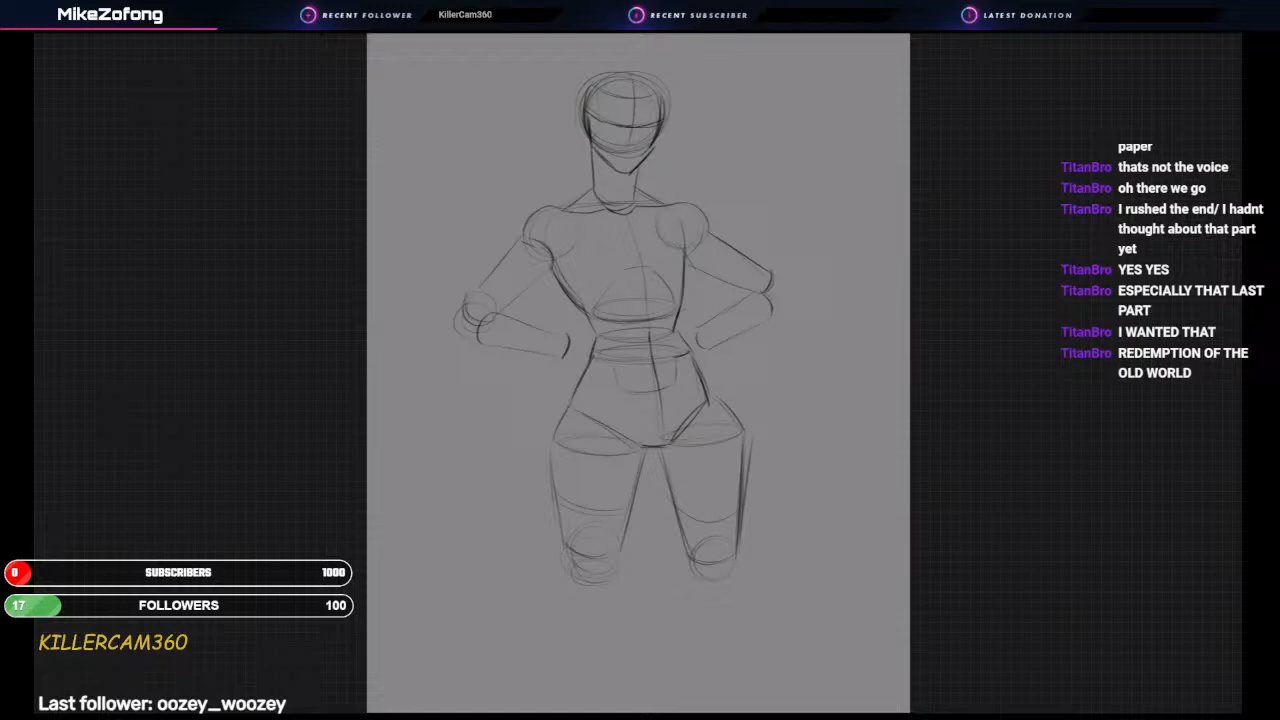 MikeZofong
RECENT FOLLOWER
KillerCam360
RECENT SUBSCRIBER
LATEST DONATION
paper
TitanBro thats not the voice
TitanBro oh there we go
TitanBro I rushed the end/ I hadnt
thought about that part
yet
TitanBro YES YES
TitanBro ESPECIALLY THAT LAST
PART
TitanBro I WANTED THAT
TitanBro REDEMPTION OF THE
OLD WORLD
0 SUBSCRIBERS 1000
17 FOLLOWERS 100
KILLERCAM360
Last follower: oozey_woozey